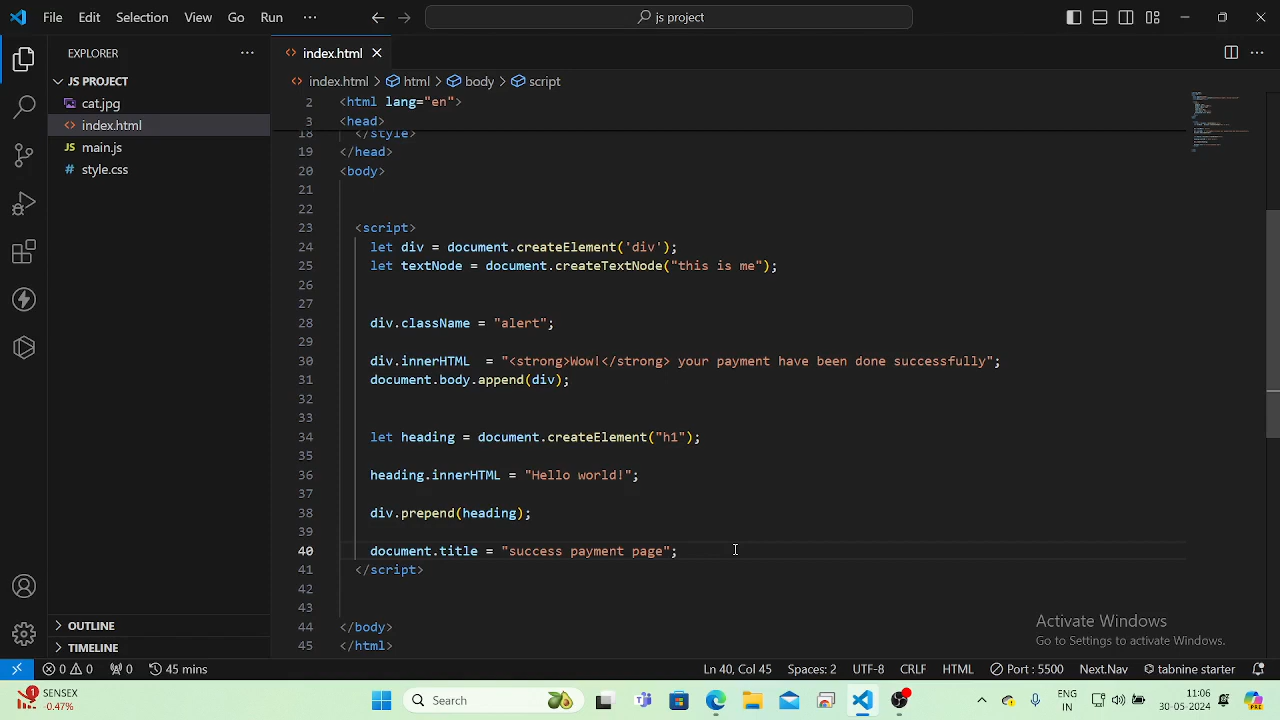 File Edit Selection View Go Run ··· js project
EXPLORER ···
JS PROJECT
cat.jpg
index.html
main.js
style.css
OUTLINE
TIMELINE
index.html
index.html > html > body > script
2 <html lang="en">
3 <head>
18 </style>
19 </head>
20 <body>
21
22
23 <script>
24 let div = document.createElement('div');
25 let textNode = document.createTextNode("this is me");
26
27
28 div.className = "alert";
29
30 div.innerHTML  = "<strong>Wow!</strong> your payment have been done successfully";
31 document.body.append(div);
32
33
34 let heading = document.createElement("h1");
35
36 heading.innerHTML = "Hello world!";
37
38 div.prepend(heading);
39
40 document.title = "success payment page";
41 </script>
42
43
44 </body>
45 </html>
Activate Windows
Go to Settings to activate Windows.
0 0 0 45 mins Ln 40, Col 45 Spaces: 2 UTF-8 CRLF HTML Port : 5500 Next.Nav tabnine starter
1 SENSEX
-0.47%
Search
ENG
IN
11:06
30-05-2024
PRE